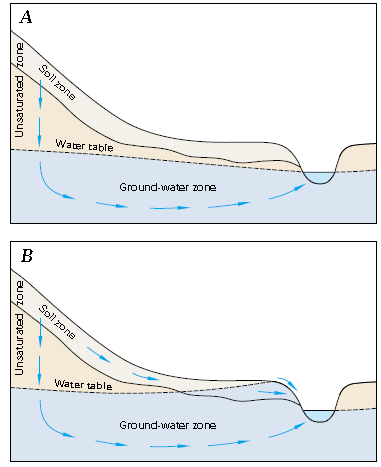 A
Unsaturated zone
Soil zone
Water table
Ground-water zone
B
Unsaturated zone
Soil zone
Water table
Ground-water zone